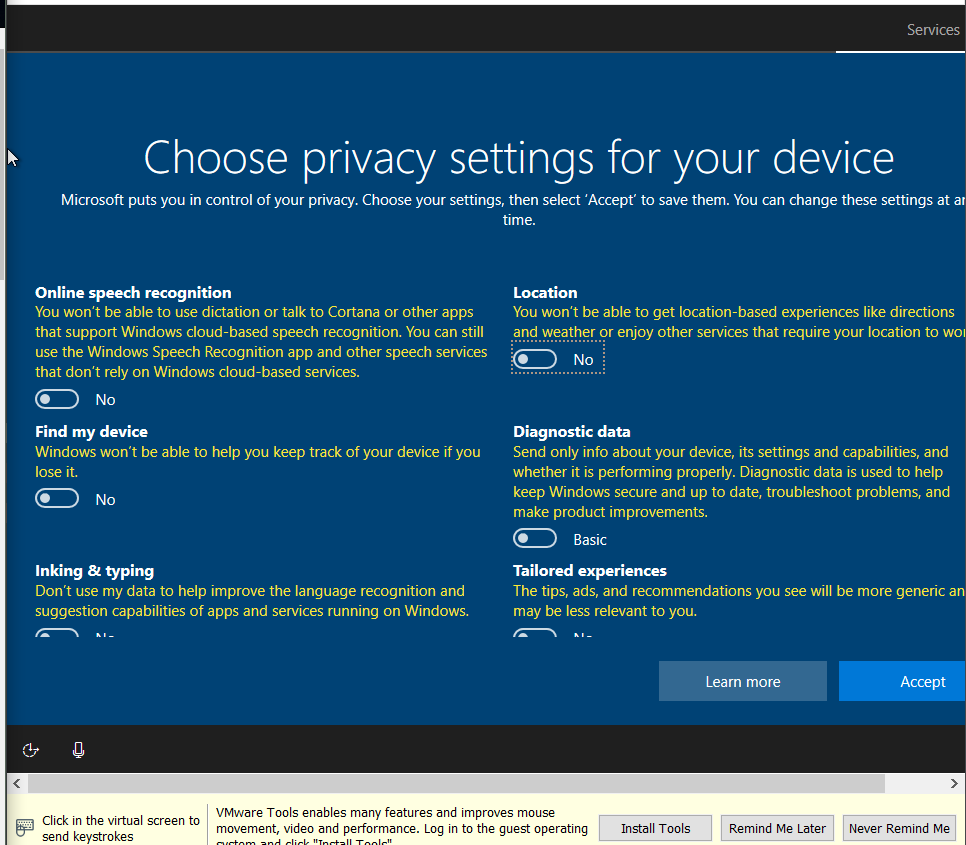 Services
Choose privacy settings for your device
Microsoft puts you in control of your privacy. Choose your settings, then select ‘Accept’ to save them. You can change these settings at an
time.
Online speech recognition
You won’t be able to use dictation or talk to Cortana or other apps
that support Windows cloud-based speech recognition. You can still
use the Windows Speech Recognition app and other speech services
that don’t rely on Windows cloud-based services.
No
Location
You won’t be able to get location-based experiences like directions
and weather or enjoy other services that require your location to wor
No
Find my device
Windows won’t be able to help you keep track of your device if you
lose it.
No
Diagnostic data
Send only info about your device, its settings and capabilities, and
whether it is performing properly. Diagnostic data is used to help
keep Windows secure and up to date, troubleshoot problems, and
make product improvements.
Basic
Inking & typing
Don’t use my data to help improve the language recognition and
suggestion capabilities of apps and services running on Windows.
No
Tailored experiences
The tips, ads, and recommendations you see will be more generic an
may be less relevant to you.
No
Learn more
Accept
Click in the virtual screen to
send keystrokes
VMware Tools enables many features and improves mouse
movement, video and performance. Log in to the guest operating
system and click "Install Tools"
Install Tools
Remind Me Later
Never Remind Me